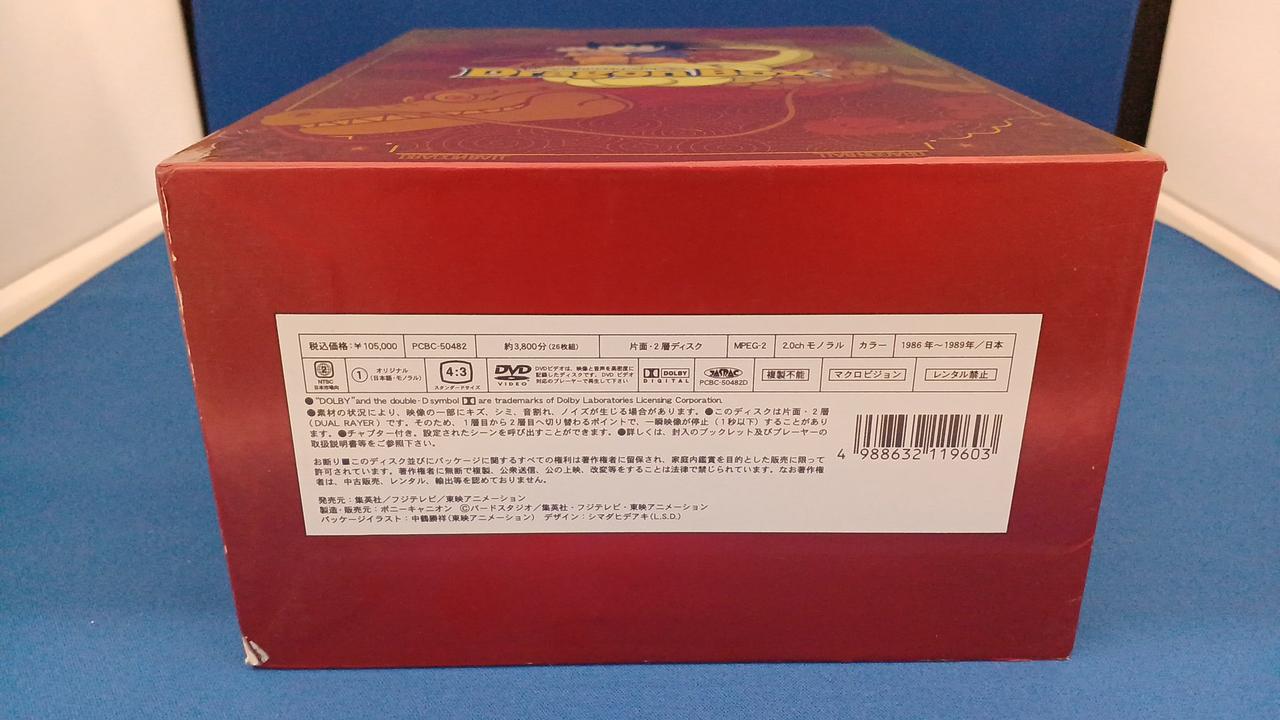 DragonBox
DRAGON BALL
DRAGON BALL
税込価格:¥105,000 PCBC-50482 約3,800分(26枚組) 片面・2層ディスク MPEG-2 2.0ch モノラル カラー 1986年〜1989年/日本
2 NTSC 日本市場向 1 オリジナル (日本語・モノラル) 4:3 スタンダードサイズ DVD VIDEO DVDビデオは、映像と音声を高密度に記録したディスクです。DVDビデオ対応のプレーヤーで再生して下さい DOLBY DIGITAL JASRAC PCBC-50482D 複製不能 マクロビジョン レンタル禁止
●"DOLBY"and the double-D symbol are trademarks of Dolby Laboratories Licensing Corporation.
●素材の状況により、映像の一部にキズ、シミ、音割れ、ノイズが生じる場合があります。●このディスクは片面・2層
(DUAL RAYER)です。そのため、1層目から2層目へ切り替わるポイントで、一瞬映像が停止(1秒以下)することがあり
ます。●チャプター付き。設定されたシーンを呼び出すことができます。●詳しくは、封入のブックレット及びプレーヤーの
取扱説明書等をご参照下さい。
お断り■このディスク並びにパッケージに関するすべての権利は著作権者に留保され、家庭内鑑賞を目的とした販売に限って
許可されています。著作権者に無断で複製、公衆送信、公の上映、改変等をすることは法律で禁じられています。なお著作権
者は、中古販売、レンタル、輸出等を認めておりません。
発売元:集英社/フジテレビ/東映アニメーション
製造・販売元:ポニーキャニオン Ⓒバードスタジオ/集英社・フジテレビ・東映アニメーション
パッケージイラスト:中鶴勝祥(東映アニメーション) デザイン:シマダヒデアキ(L.S.D.)
4 988632 119603